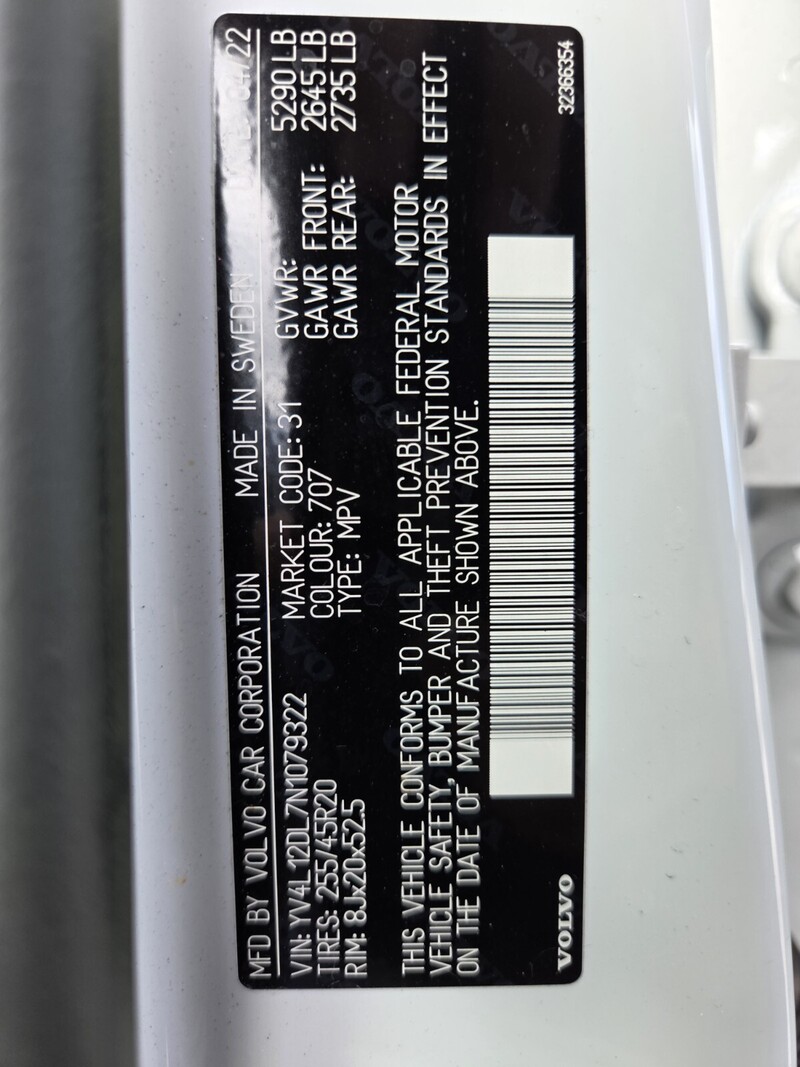 MFD BY VOLVO CAR CORPORATION MADE IN SWEDEN 04/22
VIN: YV4L12DL7N1079322 MARKET CODE: 31 GVWR: 5290 LB
TIRES: 255/45R20 COLOUR: 707 GAWR FRONT: 2645 LB
RIM: 8Jx20x52.5 TYPE: MPV GAWR REAR: 2735 LB
THIS VEHICLE CONFORMS TO ALL APPLICABLE FEDERAL MOTOR
VEHICLE SAFETY, BUMPER AND THEFT PREVENTION STANDARDS IN EFFECT
ON THE DATE OF MANUFACTURE SHOWN ABOVE.
VOLVO 32366354